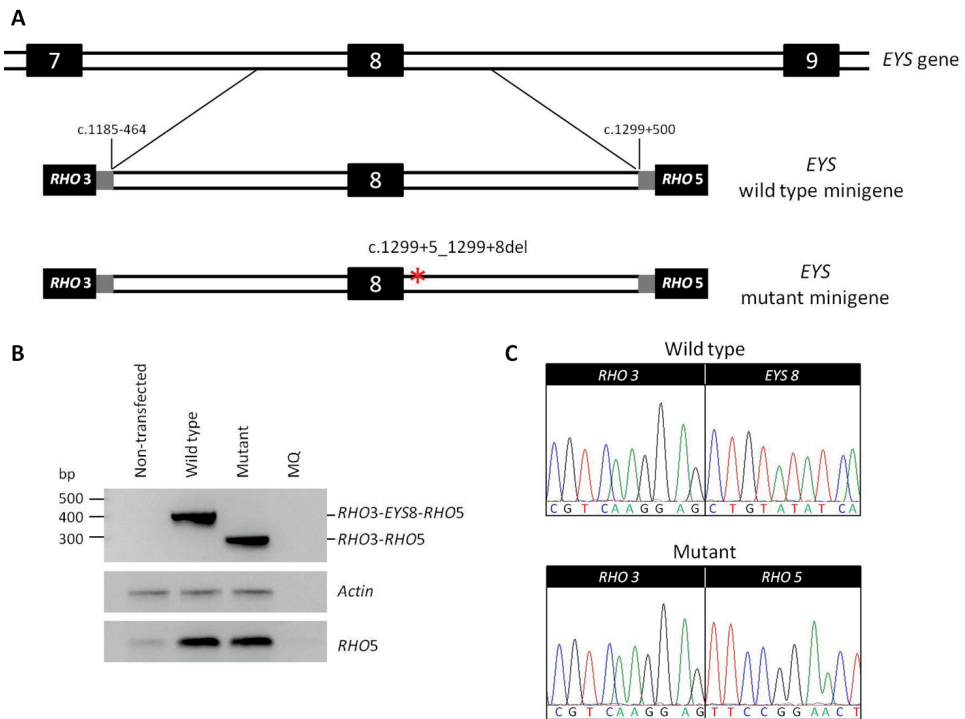 A
7
8
9
EYS gene
c.1185-464
c.1299+500
RHO 3
8
RHO 5
EYS
wild type minigene
c.1299+5_1299+8del
RHO 3
8
*
RHO 5
EYS
mutant minigene
B
Non-transfected
Wild type
Mutant
MQ
bp
500
400
300
RHO3-EYS8-RHO5
RHO3-RHO5
Actin
RHO5
C
Wild type
RHO 3
EYS 8
C G T C A A G G A G C T G T A T A T C A
Mutant
RHO 3
RHO 5
C G T C A A G G A G T T C C G G A A C T